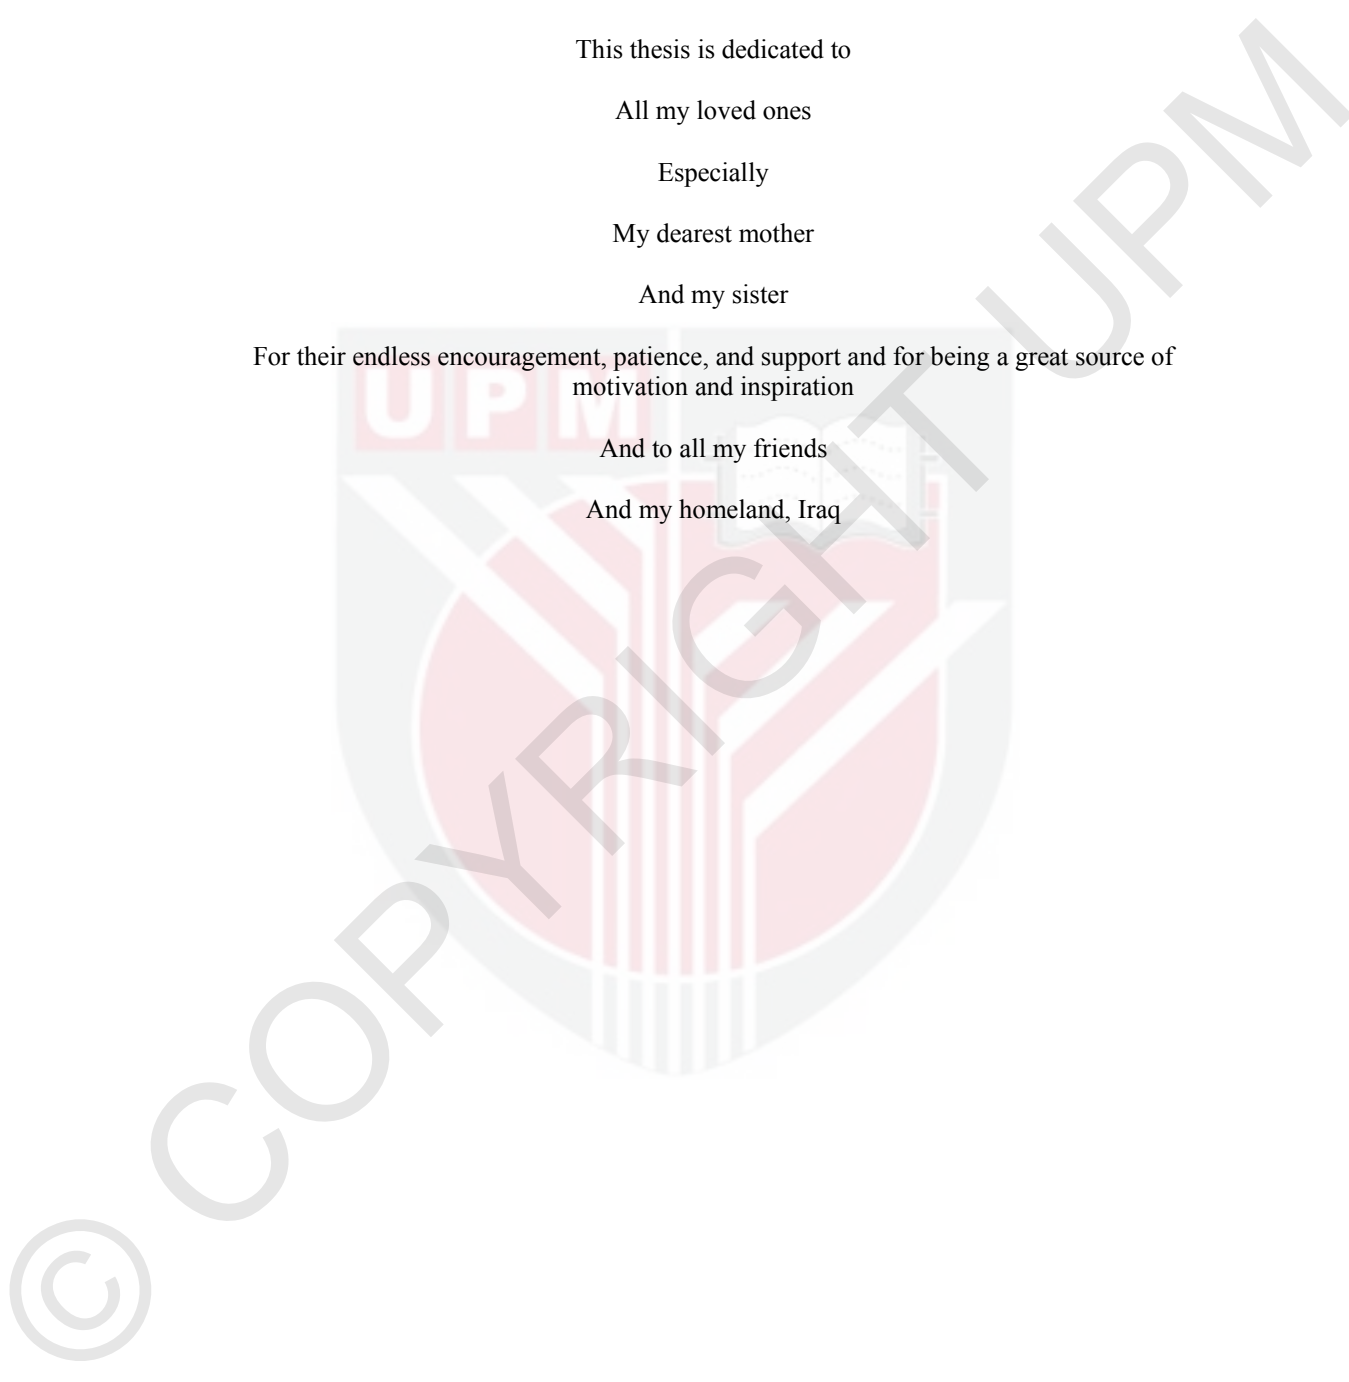 This thesis is dedicated to
All my loved ones
Especially
My dearest mother
And my sister
For their endless encouragement, patience, and support and for being a great source of
motivation and inspiration
UPM
And to all my friends
And my homeland, Iraq
© COPYRIGHT UPM